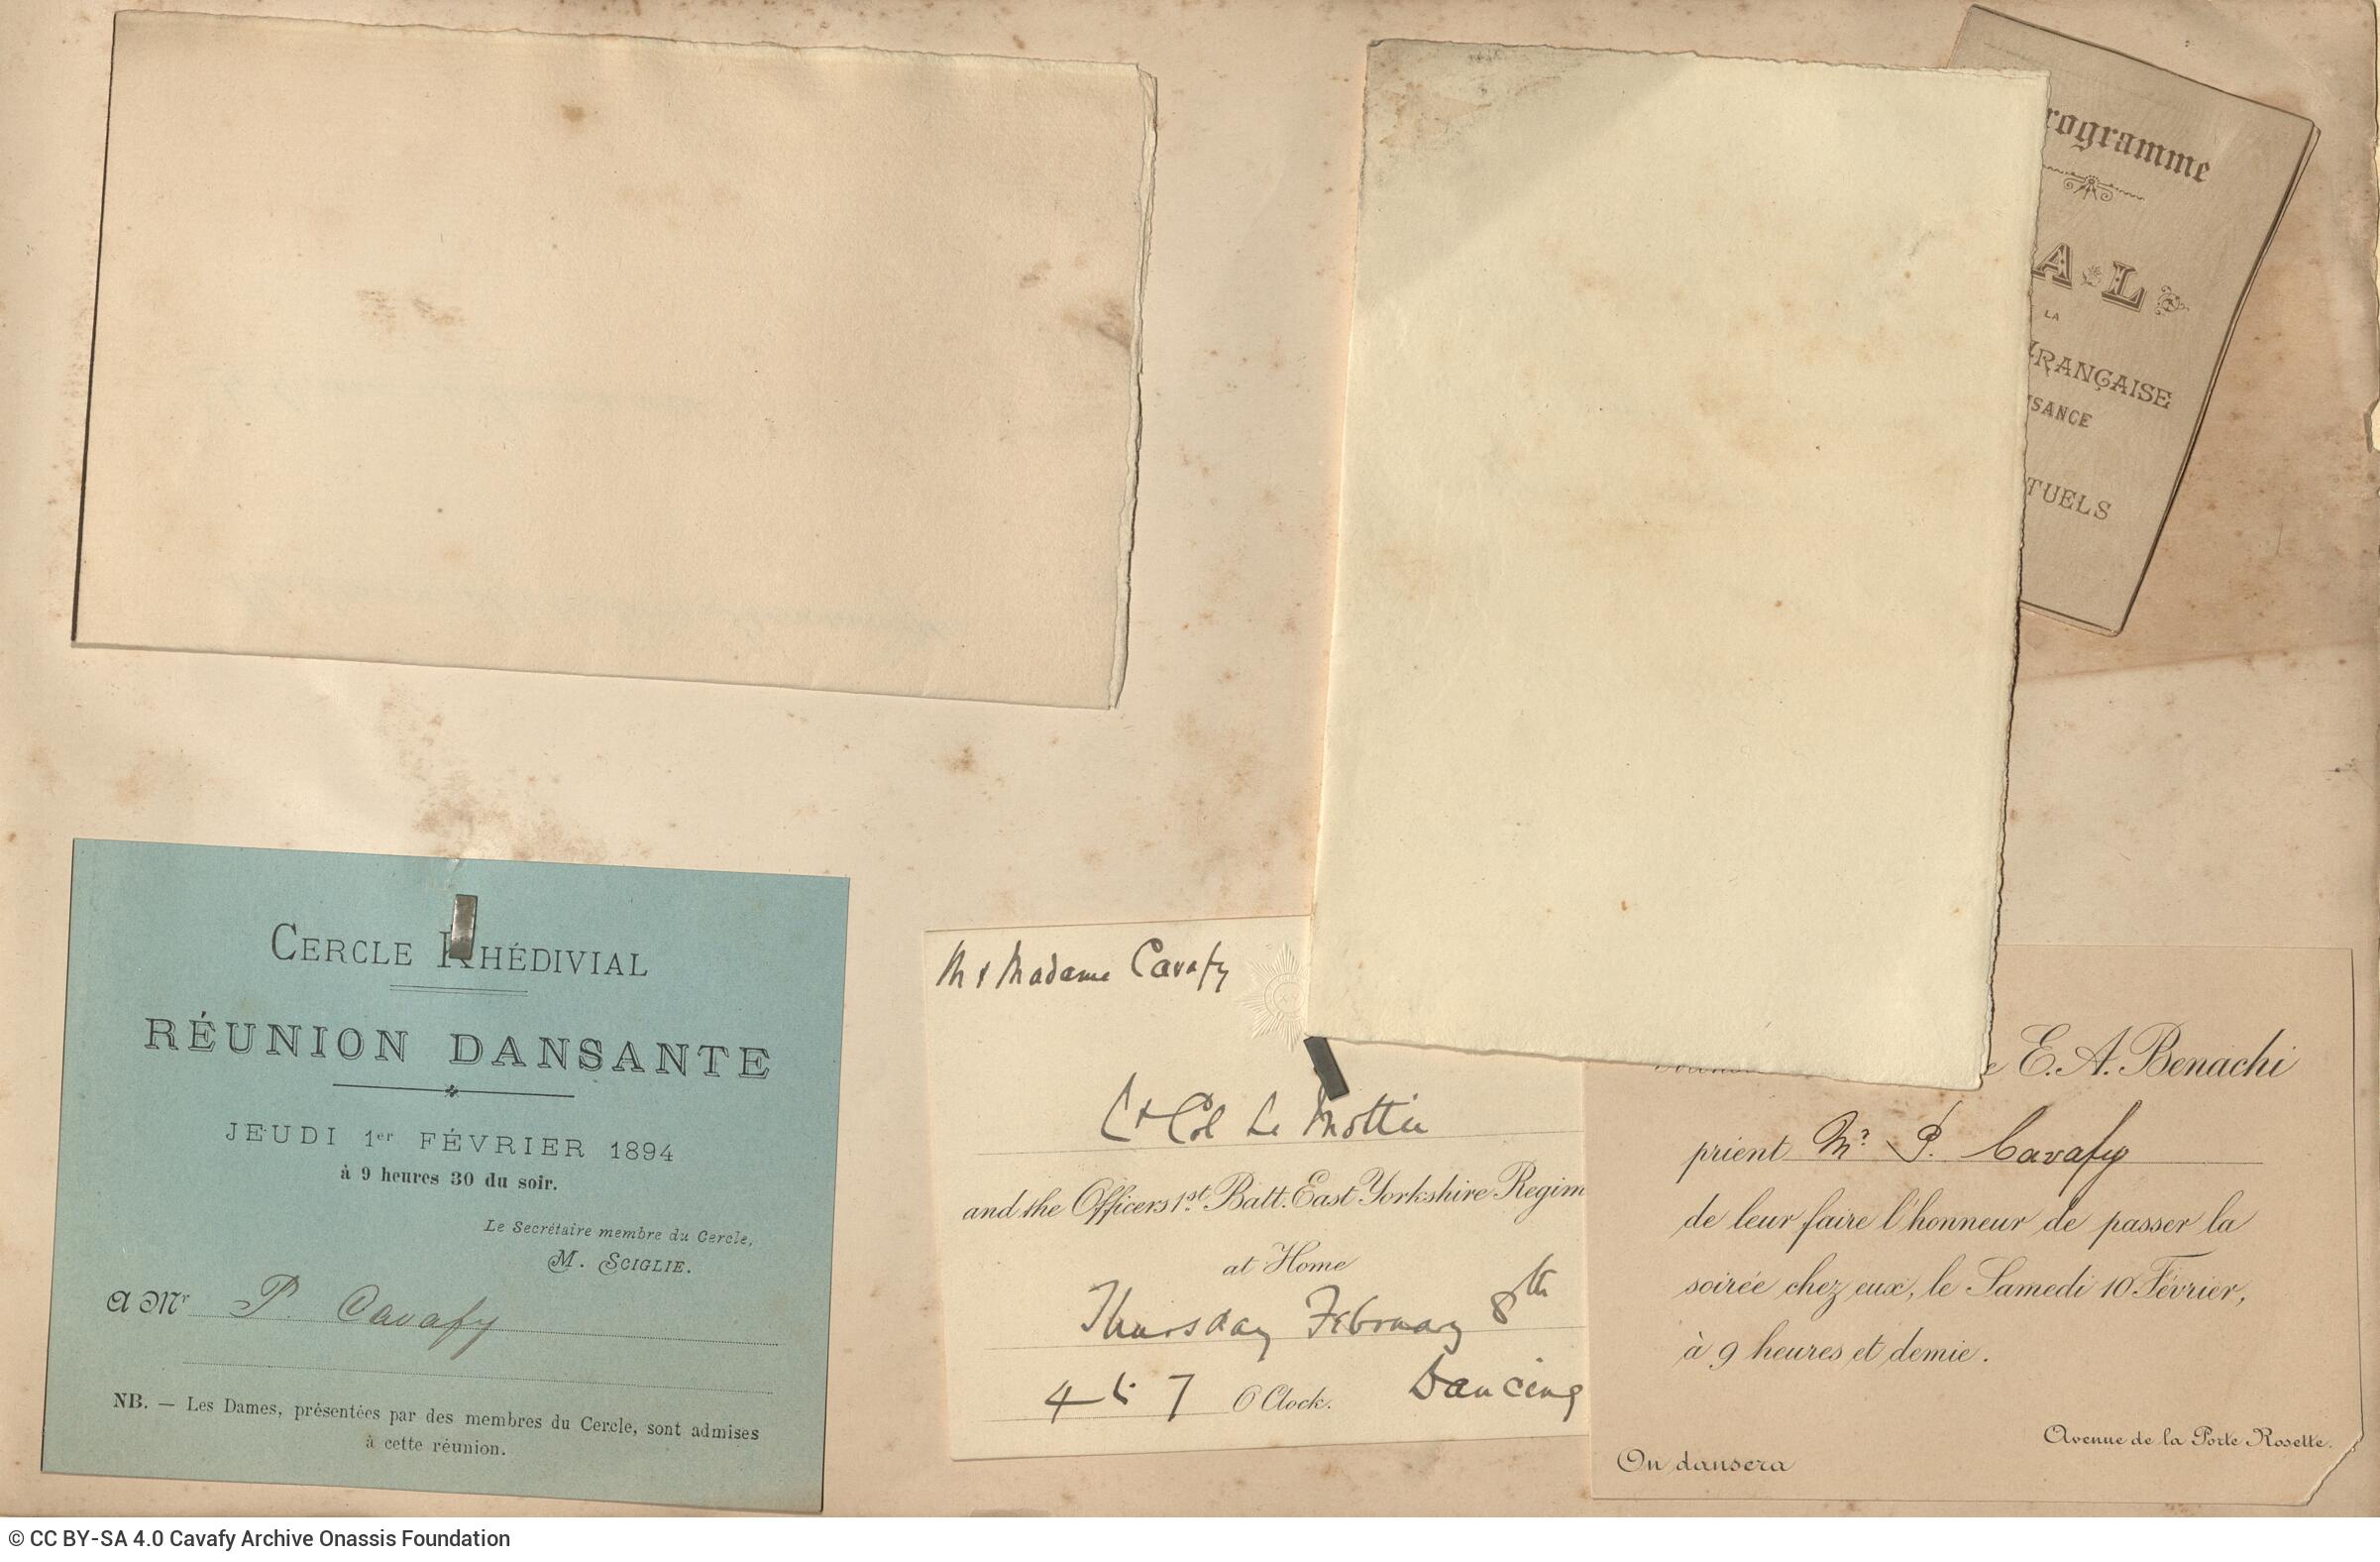 rogramme
A L
LA
RANÇAISE
SANCE
TUELS
CERCLE KHÉDIVIAL
RÉUNION DANSANTE
JEUDI 1er FÉVRIER 1894
à 9 heures 30 du soir.
Le Secrétaire membre du Cercle,
M. SCIGLIE.
A Mr P. Cavafy
NB. — Les Dames, présentées par des membres du Cercle, sont admises
à cette réunion.
Mr & Madame Cavafy
Lt Col Le Mottée
and the Officers 1st Batt. East Yorkshire Regim
at Home
Thursday February 8th
4 to 7 O'Clock. Dancing
E. A. Benachi
prient Mr P. Cavafy
de leur faire l'honneur de passer la
soirée chez eux, le Samedi 10 Février,
à 9 heures et demie.
Avenue de la Porte Rosette.
On dansera
© CC BY-SA 4.0 Cavafy Archive Onassis Foundation